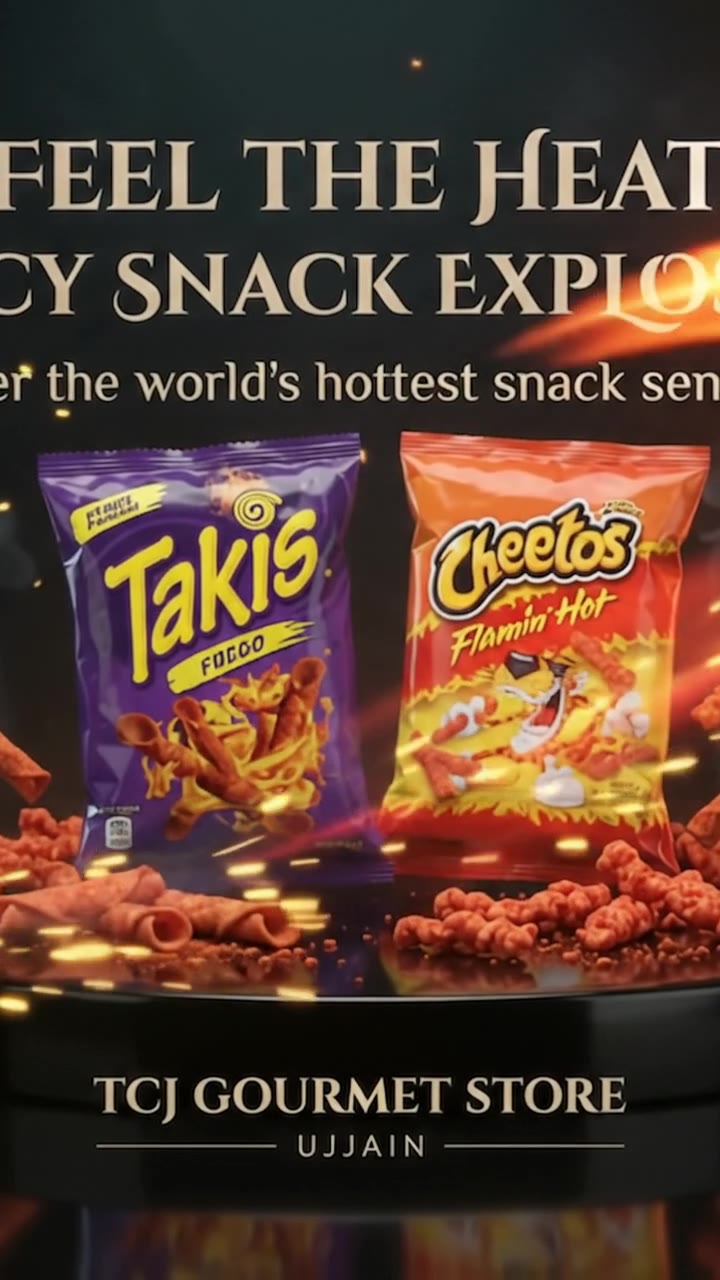 FEEL THE HEAT
CY SNACK EXPLO
er the world's hottest snack sen
Takis
FUEGO
Cheetos
Flamin' Hot
TCJ GOURMET STORE
UJJAIN